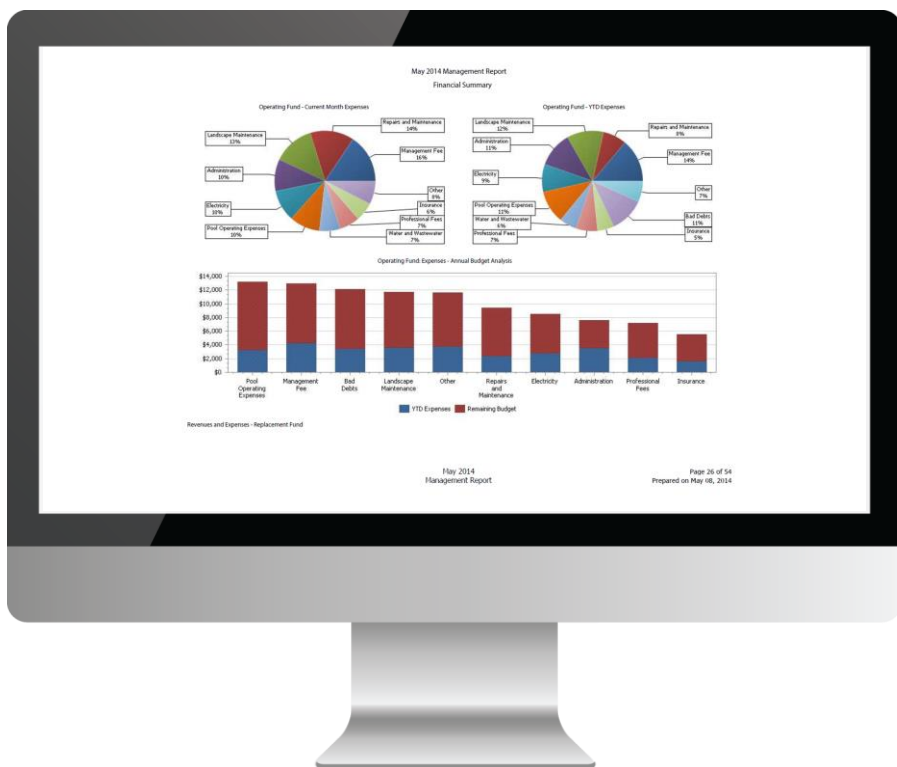 May 2014 Management Report
Financial Summary
Operating Fund - Current Month Expenses
Repairs and Maintenance
14%
Landscape Maintenance
13%
Management Fee
16%
Administration
10%
Other
Insurance
6%
Electricity
10%
Professional Fees
7%
Pool Operating Expenses
10%
Water and Wastewater
7%
Operating Fund - YTD Expenses
Landscape Maintenance
12%
Repairs and Maintenance
8%
Administration
11%
Management Fee
14%
Electricity
9%
Other
7%
Pool Operating Expenses
12%
Bad Debts
11%
Water and Wastewater
6%
Insurance
5%
Professional Fees
7%
Operating Fund: Expenses - Annual Budget Analysis
$14,000
$12,000
$10,000
$8,000
$6,000
$4,000
$2,000
$0
Pool
Operating
Expenses
Management
Fee
Bad
Debts
Landscape
Maintenance
Other
Repairs
and
Maintenance
Electricity
Administration
Professional
Fees
Insurance
YTD Expenses
Remaining Budget
Revenues and Expenses - Replacement Fund
May 2014
Management Report
Page 26 of 54
Prepared on May 08, 2014